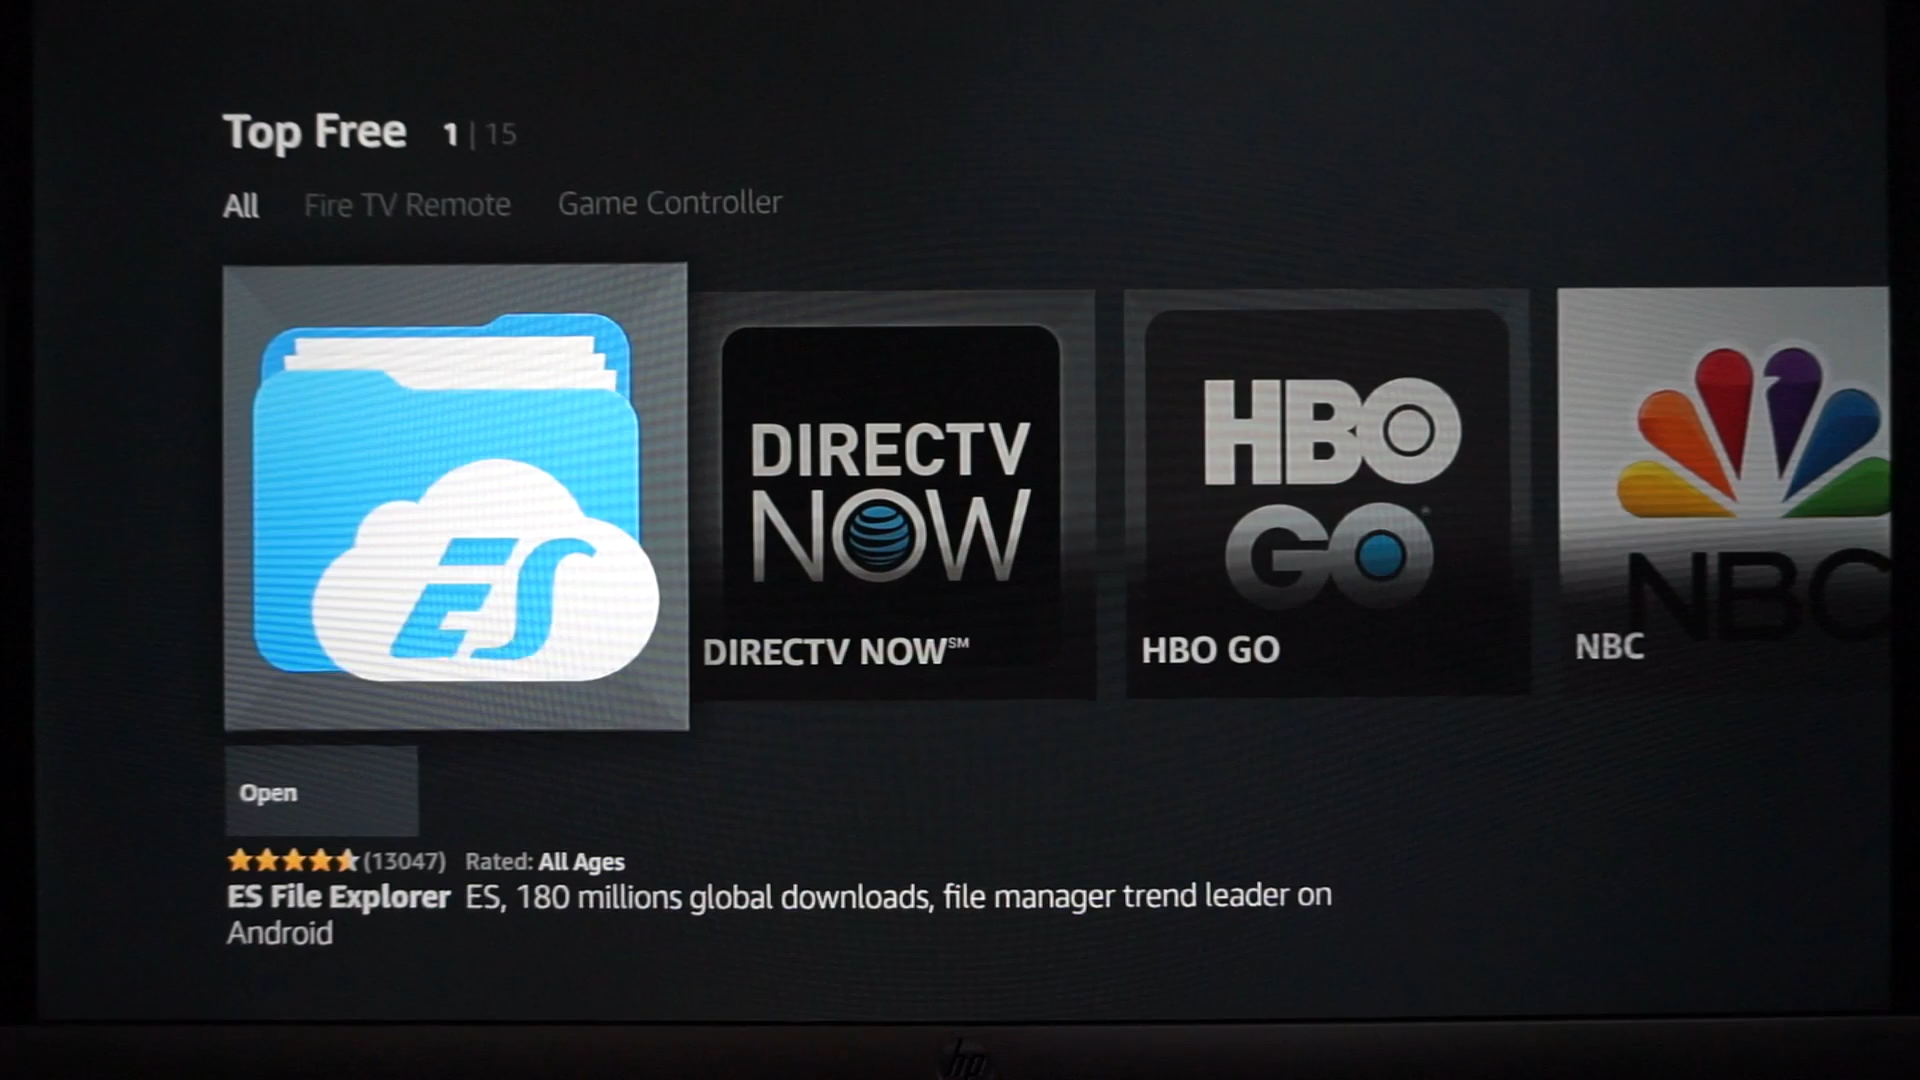 Top Free 1 | 15
All Fire TV Remote Game Controller
ES
DIRECTV
NOW
DIRECTV NOW℠
HBO
GO
HBO GO
NBC
NBC
Open
(13047) Rated: All Ages
ES File Explorer ES, 180 millions global downloads, file manager trend leader on
Android
hp